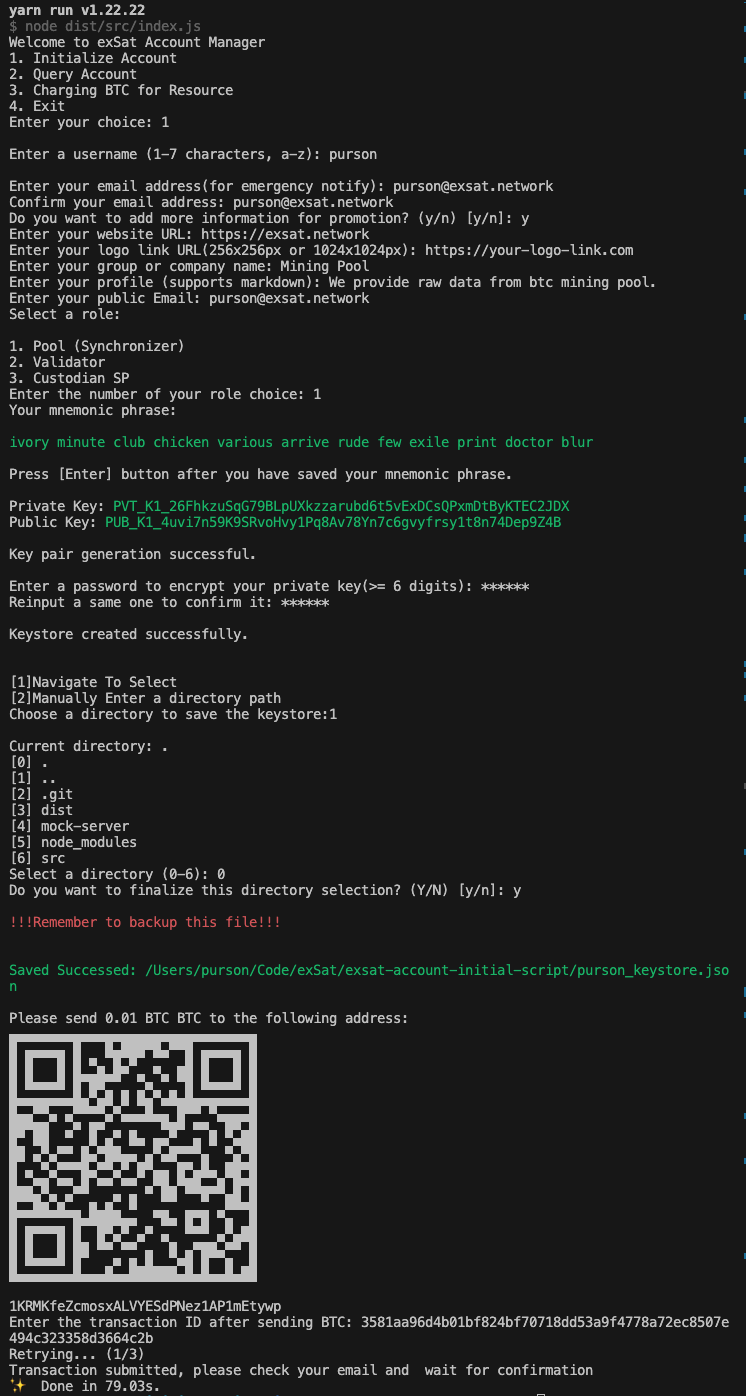 yarn run v1.22.22
$ node dist/src/index.js
Welcome to exSat Account Manager
1. Initialize Account
2. Query Account
3. Charging BTC for Resource
4. Exit
Enter your choice: 1
Enter a username (1-7 characters, a-z): purson
Enter your email address(for emergency notify): purson@exsat.network
Confirm your email address: purson@exsat.network
Do you want to add more information for promotion? (y/n) [y/n]: y
Enter your website URL: https://exsat.network
Enter your logo link URL(256x256px or 1024x1024px): https://your-logo-link.com
Enter your group or company name: Mining Pool
Enter your profile (supports markdown): We provide raw data from btc mining pool.
Enter your public Email: purson@exsat.network
Select a role:
1. Pool (Synchronizer)
2. Validator
3. Custodian SP
Enter the number of your role choice: 1
Your mnemonic phrase:
ivory minute club chicken various arrive rude few exile print doctor blur
Press [Enter] button after you have saved your mnemonic phrase.
Private Key: PVT_K1_26FhkzuSqG79BLpUXkzzarubd6t5vExDCsQPxmDtByKTEC2JDX
Public Key: PUB_K1_4uvi7n59K9SRvoHvy1Pq8Av78Yn7c6gvyfrsy1t8n74Dep9Z4B
Key pair generation successful.
Enter a password to encrypt your private key(>= 6 digits): ******
Reinput a same one to confirm it: ******
Keystore created successfully.
[1]Navigate To Select
[2]Manually Enter a directory path
Choose a directory to save the keystore:1
Current directory: .
[0] .
[1] ..
[2] .git
[3] dist
[4] mock-server
[5] node_modules
[6] src
Select a directory (0-6): 0
Do you want to finalize this directory selection? (Y/N) [y/n]: y
!!!Remember to backup this file!!!
Saved Successed: /Users/purson/Code/exSat/exsat-account-initial-script/purson_keystore.jso
n
Please send 0.01 BTC BTC to the following address:
1KRMKfeZcmosxALVYESdPNez1AP1mEtywp
Enter the transaction ID after sending BTC: 3581aa96d4b01bf824bf70718dd53a9f4778a72ec8507e
494c323358d3664c2b
Retrying... (1/3)
Transaction submitted, please check your email and  wait for confirmation
✨  Done in 79.03s.